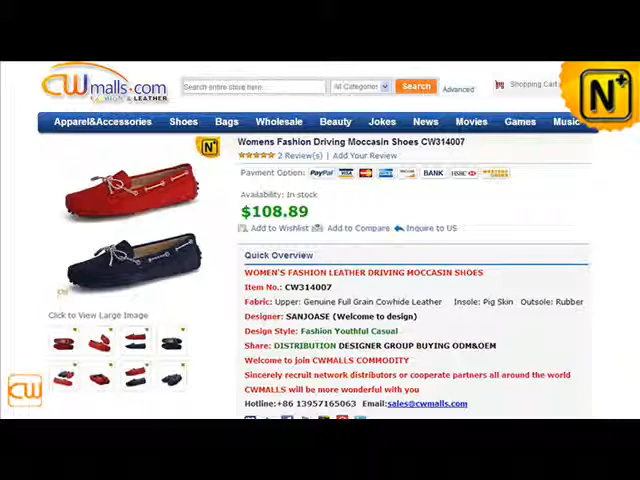 CWmalls.com
FASHION & LEATHER
Search entire store here...
All Categories
Search
Advanced
Shopping Cart
N+
Apparel&Accessories Shoes Bags Wholesale Beauty Jokes News Movies Games Music
Womens Fashion Driving Moccasin Shoes CW314007
2 Review(s) | Add Your Review
Payment Option: PayPal VISA BANK HSBC WESTERN UNION
Availability: In stock
$108.89
Add to Wishlist Add to Compare Inquire to US
Quick Overview
WOMEN'S FASHION LEATHER DRIVING MOCCASIN SHOES
Item No.: CW314007
Fabric: Upper: Genuine Full Grain Cowhide Leather Insole: Pig Skin Outsole: Rubber
Designer: SANJOASE (Welcome to design)
Design Style: Fashion Youthful Casual
Share: DISTRIBUTION DESIGNER GROUP BUYING ODM&OEM
Welcome to join CWMALLS COMMODITY
Sincerely recruit network distributors or cooperate partners all around the world
CWMALLS will be more wonderful with you
Hotline:+86 13957165063 Email:sales@cwmalls.com
Click to View Large Image
CW